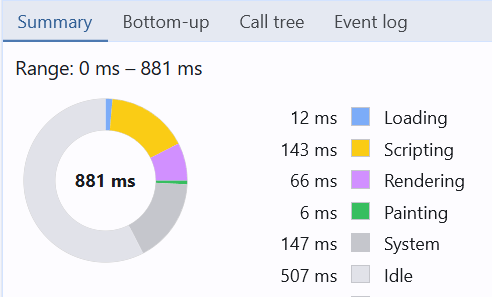 Summary Bottom-up Call tree Event log
Range: 0 ms – 881 ms
881 ms
12 ms Loading
143 ms Scripting
66 ms Rendering
6 ms Painting
147 ms System
507 ms Idle